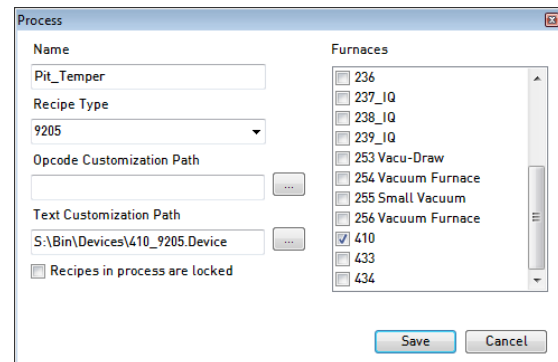 Process
Name
Pit_Temper
Recipe Type
9205
Opcode Customization Path
...
Text Customization Path
S:\Bin\Devices\410_9205.Device
...
Recipes in process are locked
Furnaces
236
237_IQ
238_IQ
239_IQ
253 Vacu-Draw
254 Vacuum Furnace
255 Small Vacuum
256 Vacuum Furnace
410
433
434
Save
Cancel